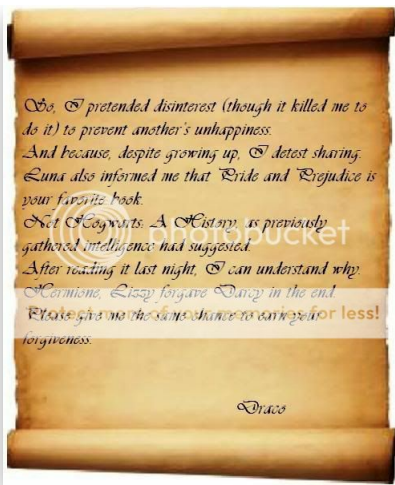 So, I pretended disinterest (though it killed me to
do it) to prevent another's unhappiness.
And because, despite growing up, I detest sharing.
Luna also informed me that Pride and Prejudice is
your favorite book.
Not Hogwarts, A History, as previously
gathered intelligence had suggested.
After reading it last night, I can understand why.
Hermione, Lizzy forgave Darcy in the end.
Please give me the same chance to earn your
forgiveness.
Draco
photobucket
Protect more of your memories for less!